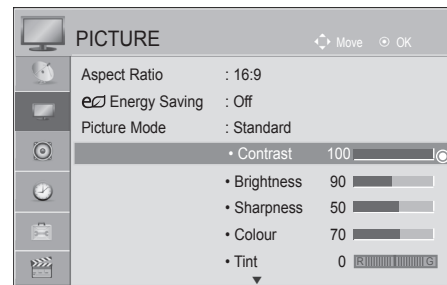 PICTURE Move OK
Aspect Ratio : 16:9
Energy Saving : Off
Picture Mode : Standard
• Contrast 100
• Brightness 90
• Sharpness 50
• Colour 70
• Tint 0 R G